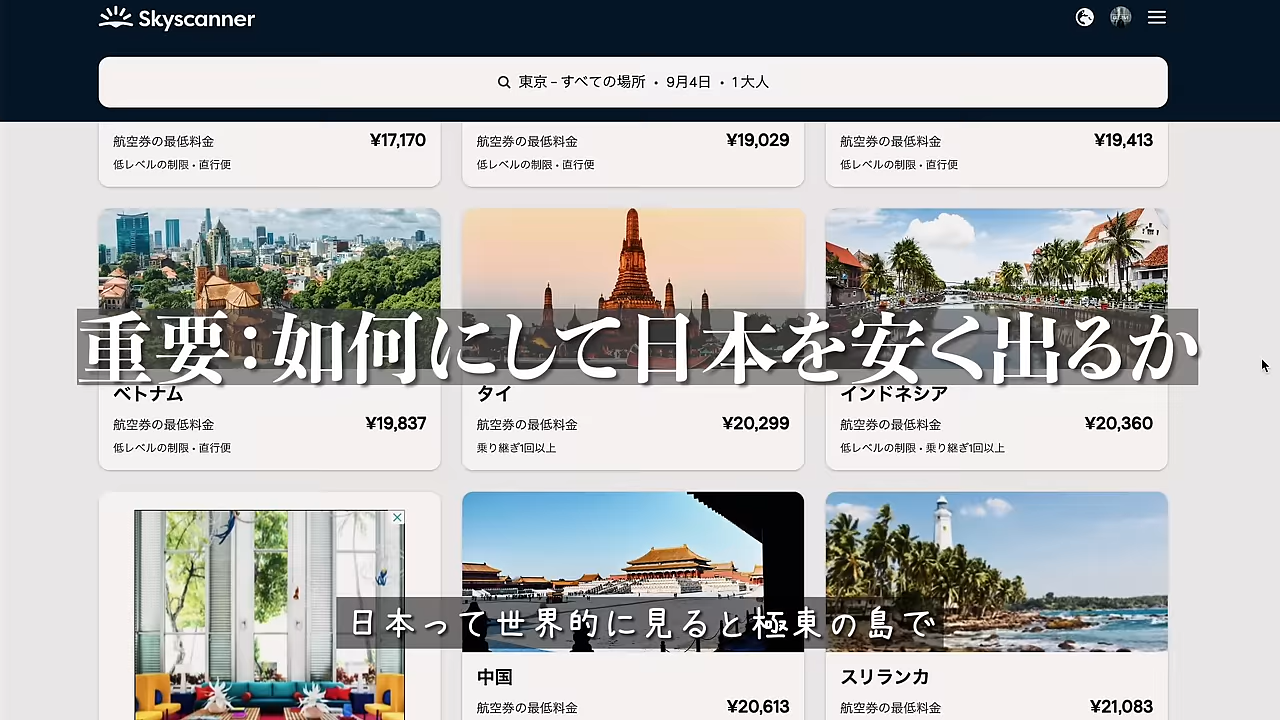 Skyscanner
東京 – すべての場所 • 9月4日 • 1大人
航空券の最低料金 ¥17,170
低レベルの制限 • 直行便
航空券の最低料金 ¥19,029
低レベルの制限 • 直行便
航空券の最低料金 ¥19,413
低レベルの制限 • 直行便
重要:如何にして日本を安く出るか
ベトナム
航空券の最低料金 ¥19,837
低レベルの制限 • 直行便
タイ
航空券の最低料金 ¥20,299
乗り継ぎ1回以上
インドネシア
航空券の最低料金 ¥20,360
低レベルの制限 • 乗り継ぎ1回以上
日本って世界的に見ると極東の島で
中国
航空券の最低料金 ¥20,613
スリランカ
航空券の最低料金 ¥21,083